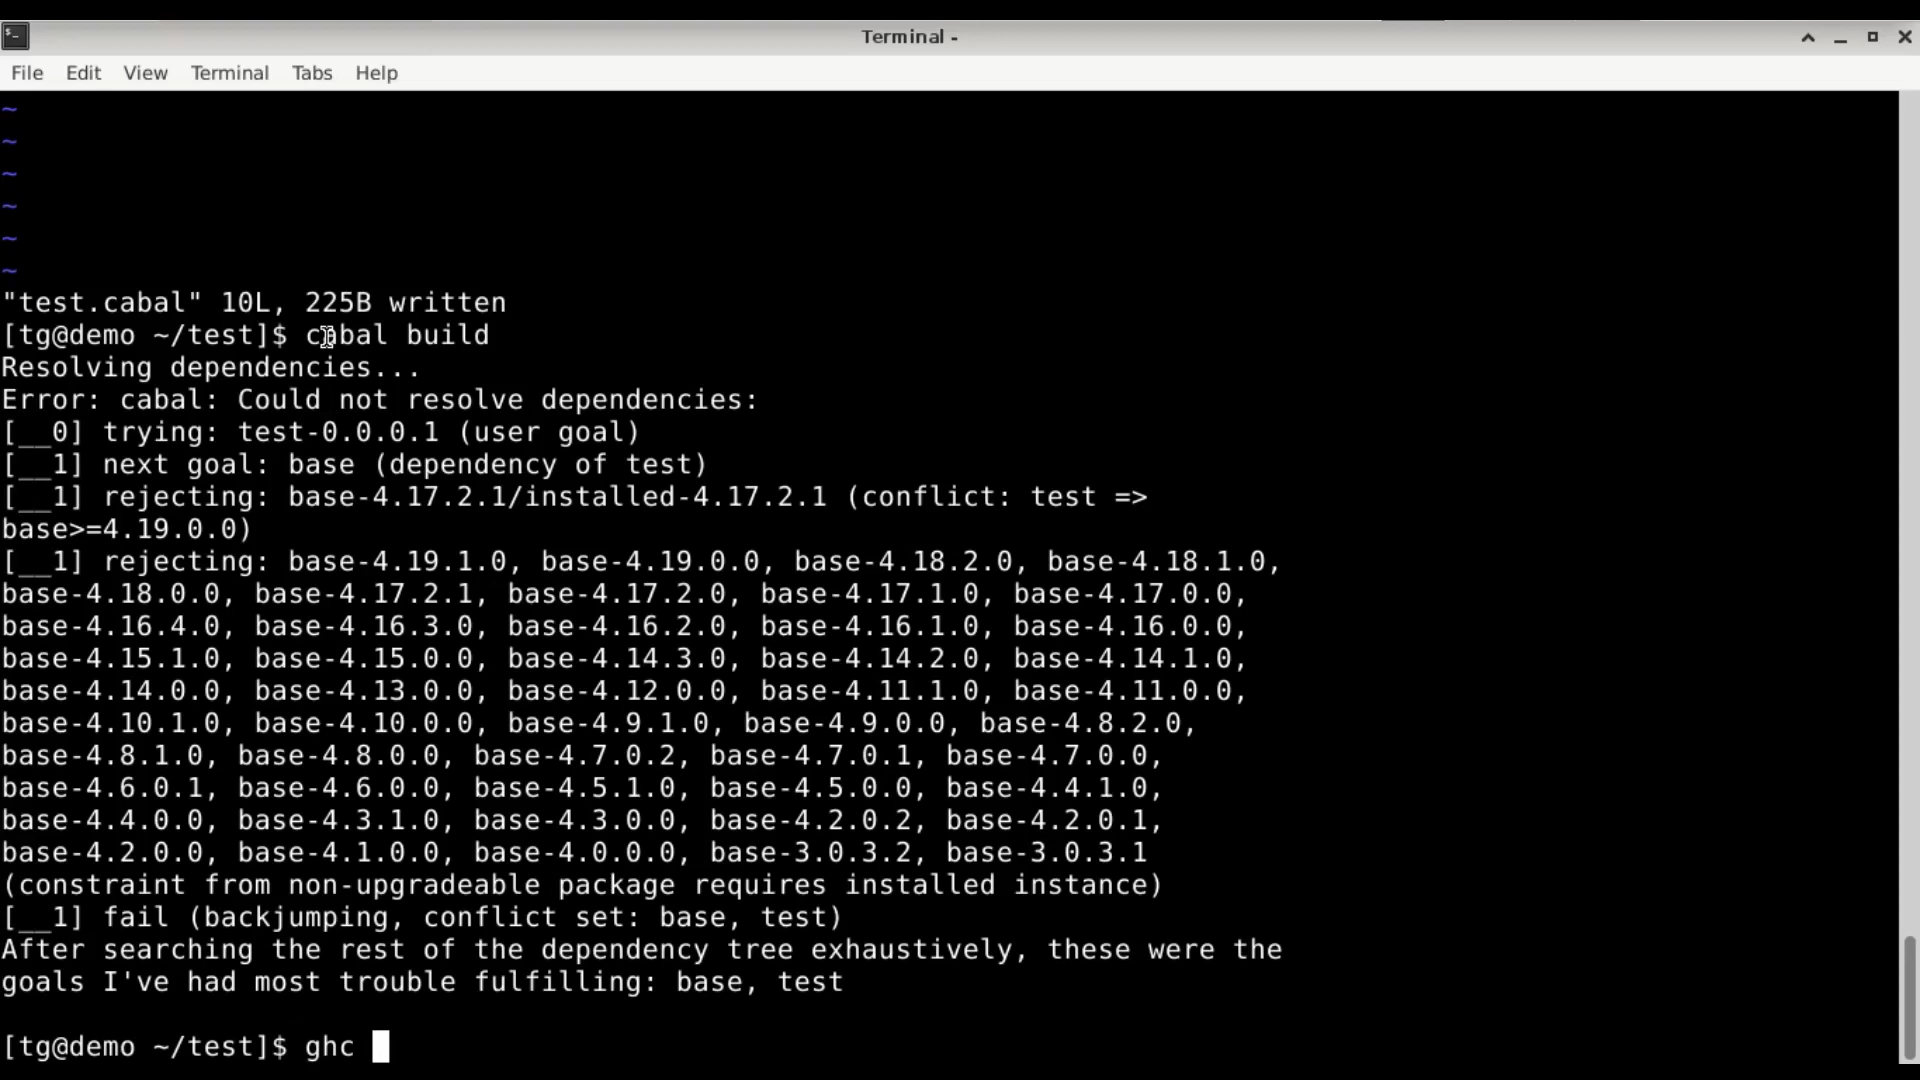 Terminal -
File Edit View Terminal Tabs Help
~
~
~
~
~
~
"test.cabal" 10L, 225B written
[tg@demo ~/test]$ cabal build
Resolving dependencies...
Error: cabal: Could not resolve dependencies:
[__0] trying: test-0.0.0.1 (user goal)
[__1] next goal: base (dependency of test)
[__1] rejecting: base-4.17.2.1/installed-4.17.2.1 (conflict: test =>
base>=4.19.0.0)
[__1] rejecting: base-4.19.1.0, base-4.19.0.0, base-4.18.2.0, base-4.18.1.0,
base-4.18.0.0, base-4.17.2.1, base-4.17.2.0, base-4.17.1.0, base-4.17.0.0,
base-4.16.4.0, base-4.16.3.0, base-4.16.2.0, base-4.16.1.0, base-4.16.0.0,
base-4.15.1.0, base-4.15.0.0, base-4.14.3.0, base-4.14.2.0, base-4.14.1.0,
base-4.14.0.0, base-4.13.0.0, base-4.12.0.0, base-4.11.1.0, base-4.11.0.0,
base-4.10.1.0, base-4.10.0.0, base-4.9.1.0, base-4.9.0.0, base-4.8.2.0,
base-4.8.1.0, base-4.8.0.0, base-4.7.0.2, base-4.7.0.1, base-4.7.0.0,
base-4.6.0.1, base-4.6.0.0, base-4.5.1.0, base-4.5.0.0, base-4.4.1.0,
base-4.4.0.0, base-4.3.1.0, base-4.3.0.0, base-4.2.0.2, base-4.2.0.1,
base-4.2.0.0, base-4.1.0.0, base-4.0.0.0, base-3.0.3.2, base-3.0.3.1
(constraint from non-upgradeable package requires installed instance)
[__1] fail (backjumping, conflict set: base, test)
After searching the rest of the dependency tree exhaustively, these were the
goals I've had most trouble fulfilling: base, test
[tg@demo ~/test]$ ghc